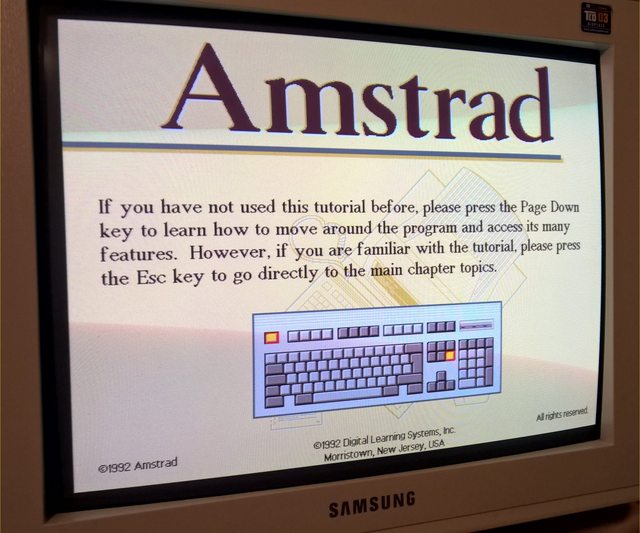 TCO 03
DISPLAYS
Amstrad
If you have not used this tutorial before, please press the Page Down
key to learn how to move around the program and access its many
features. However, if you are familiar with the tutorial, please press
the Esc key to go directly to the main chapter topics.
All rights reserved.
©1992 Digital Learning Systems, Inc.
Morristown, New Jersey, USA
©1992 Amstrad
SAMSUNG